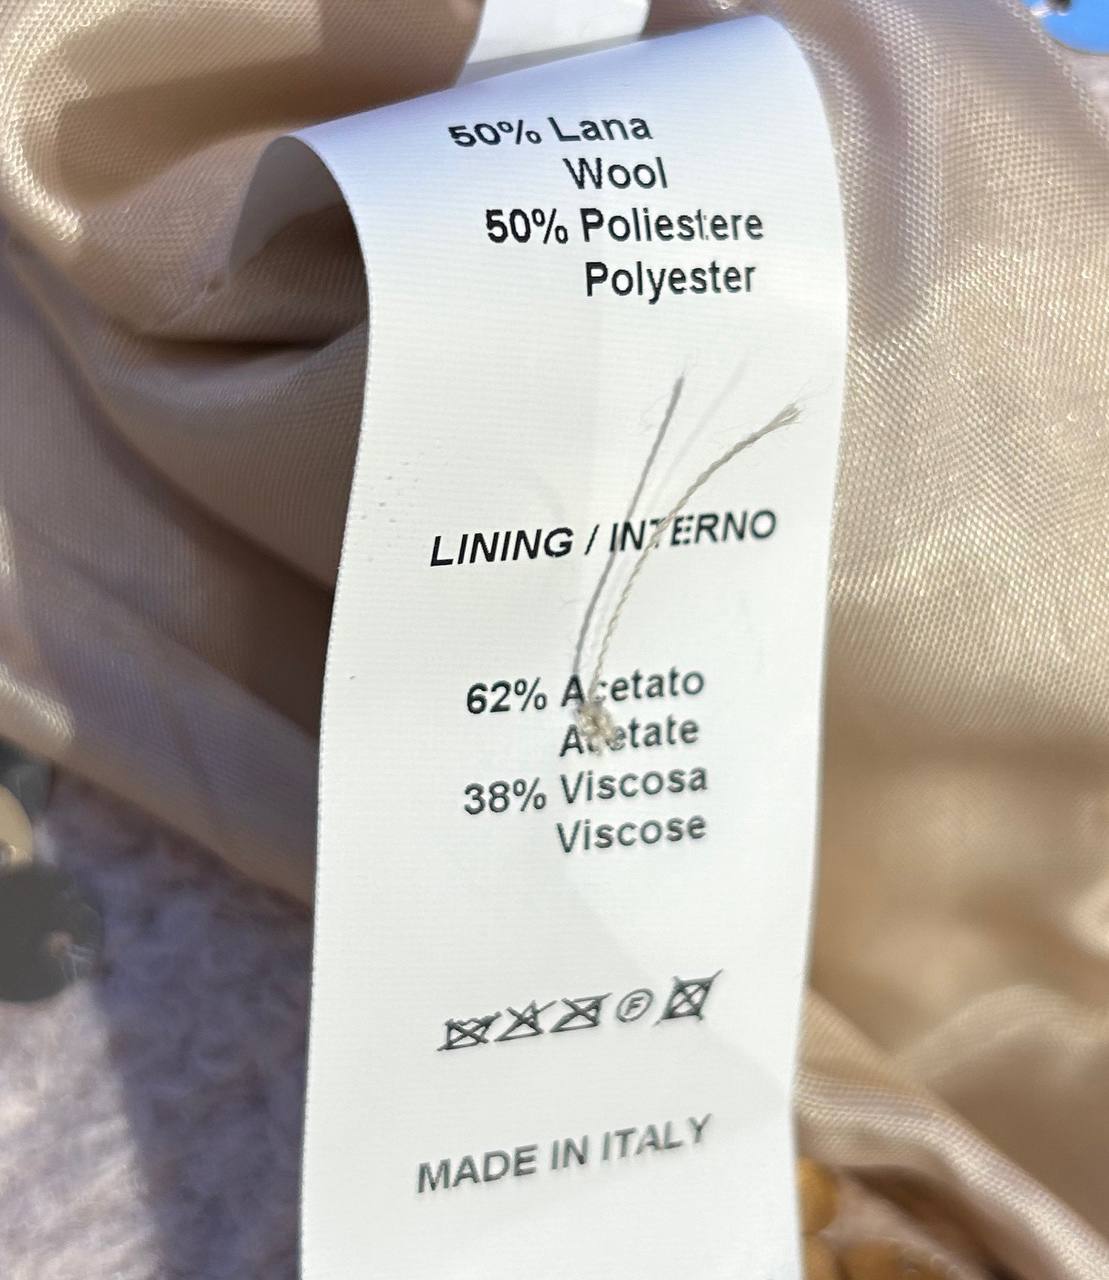 50% Lana
Wool
50% Poliestere
Polyester
LINING / INTERNO
62% Acetato
Acetate
38% Viscosa
Viscose
F
MADE IN ITALY